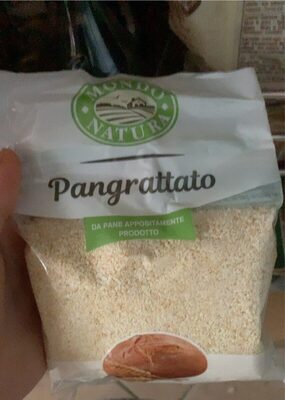 MONDO
NATURA
Pangrattato
DA PANE APPOSITAMENTE
PRODOTTO